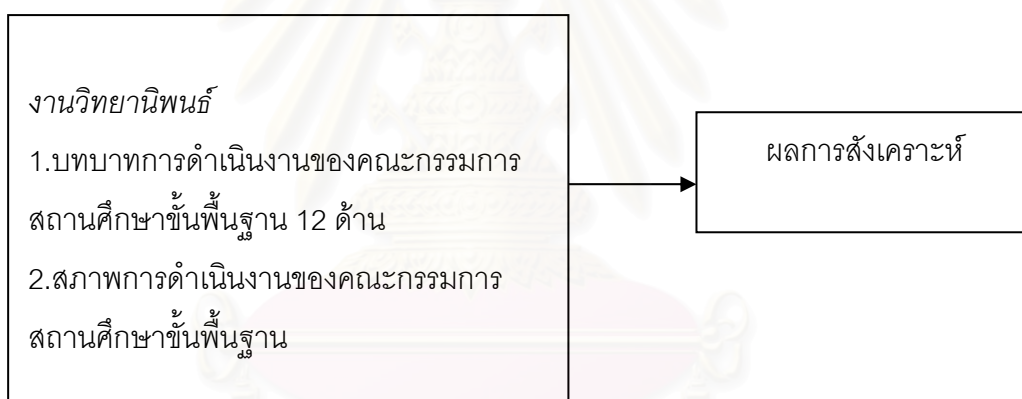 งานวิทยานิพนธ์
1.บทบาทการดำเนินงานของคณะกรรมการ
สถานศึกษาขั้นพื้นฐาน 12 ด้าน
2.สภาพการดำเนินงานของคณะกรรมการ
สถานศึกษาขั้นพื้นฐาน
ผลการสังเคราะห์